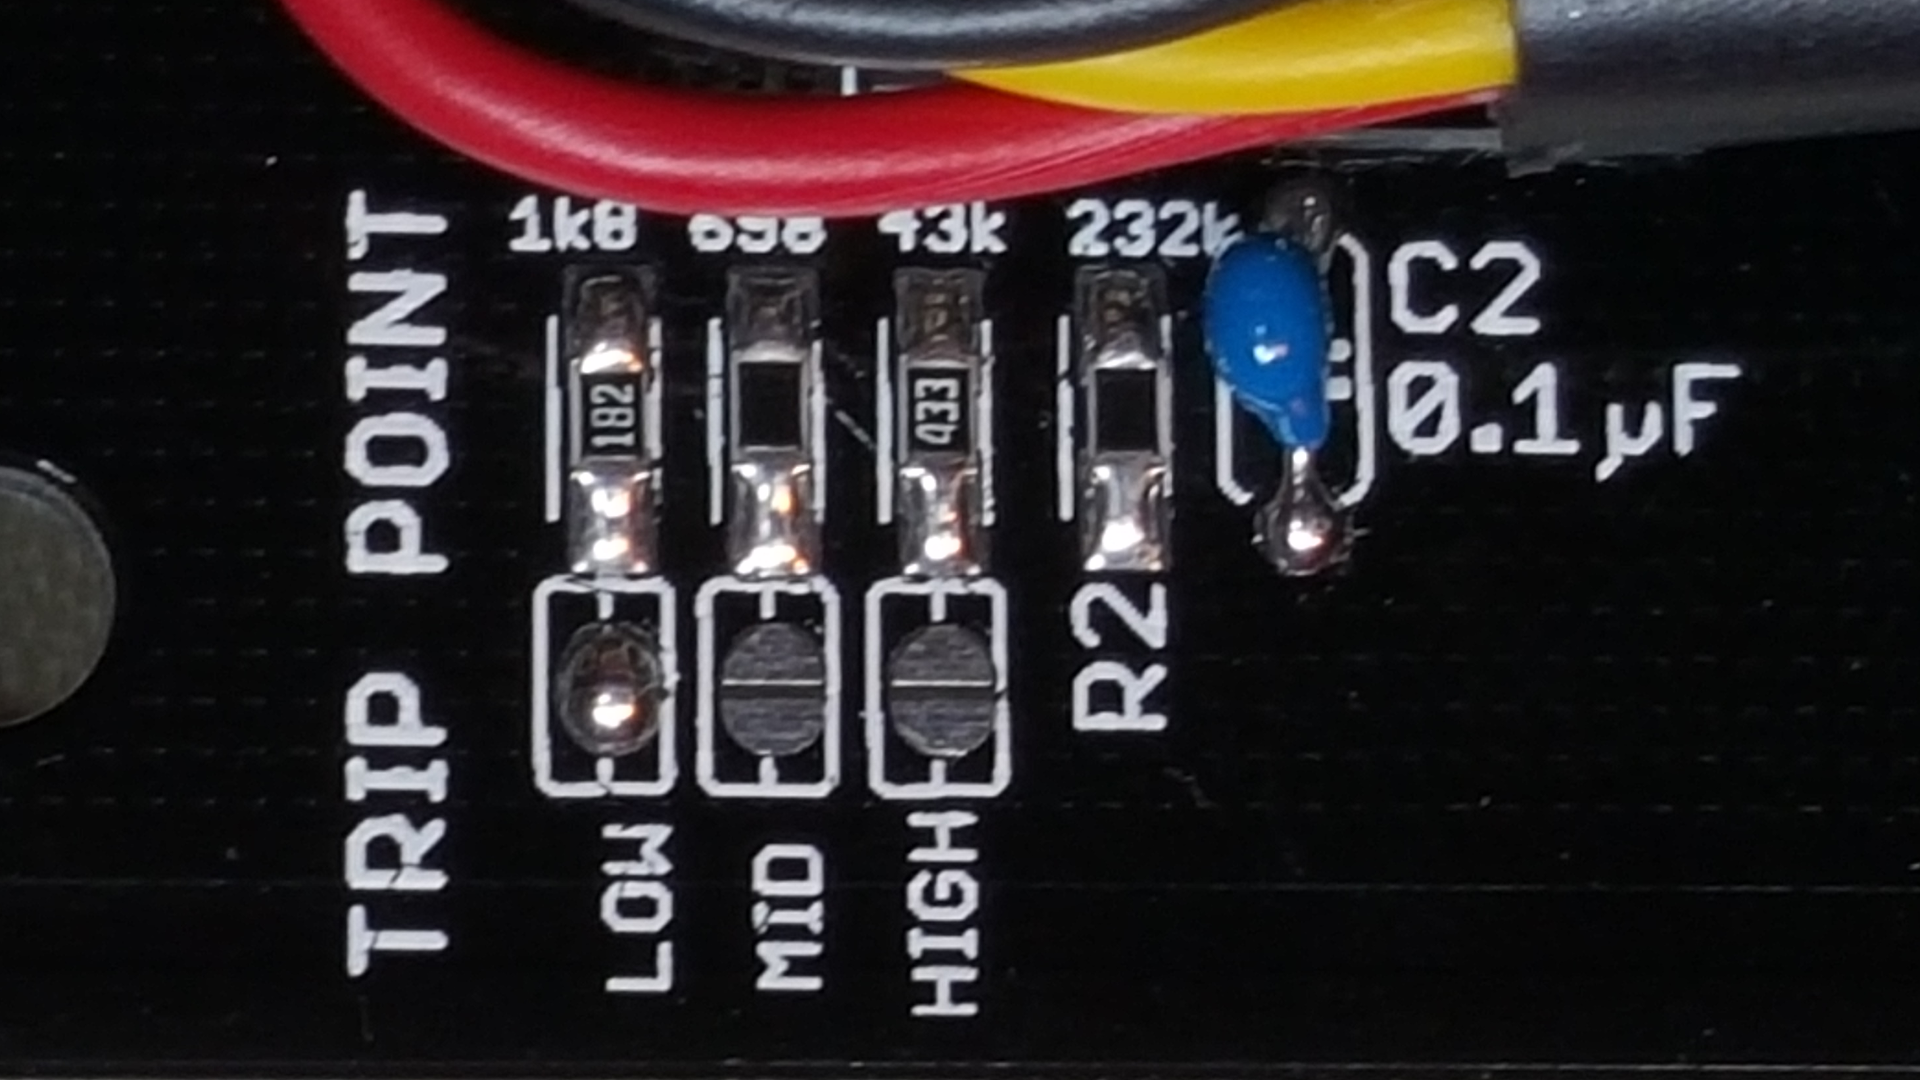 1k8 698 43k 232k
C2
0.1µF
TRIP POINT
182
433
R2
LOW
MID
HIGH